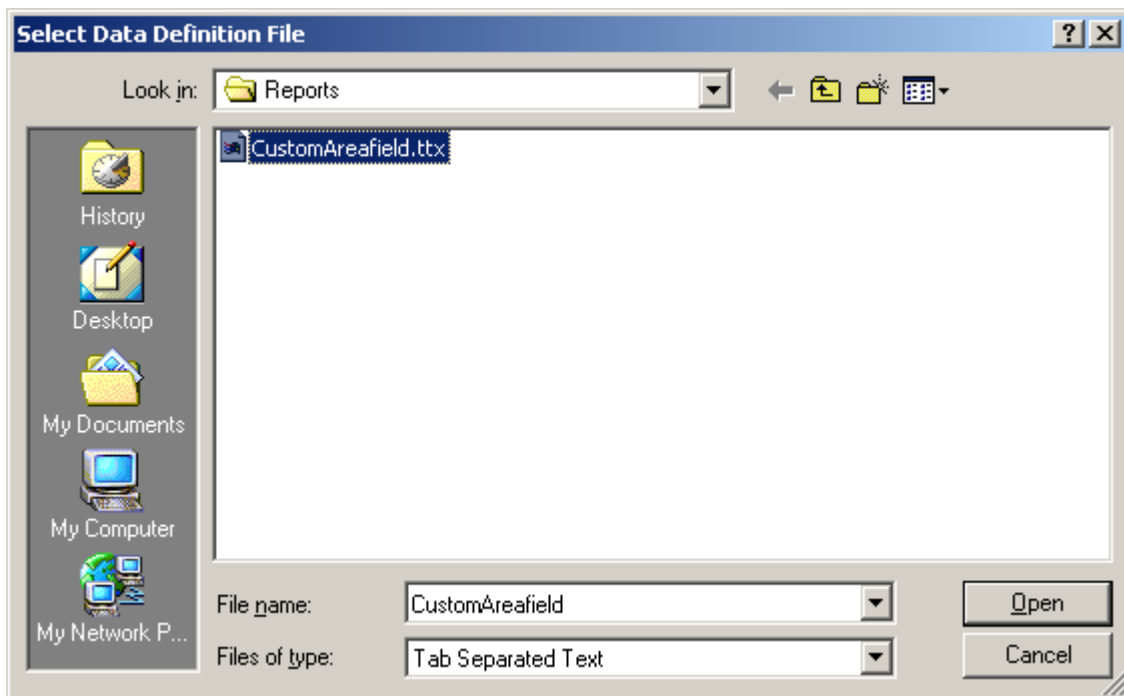 Select Data Definition File
Look in: Reports
CustomAreafield.ttx
History
Desktop
My Documents
My Computer
My Network P...
File name: CustomAreafield Open
Files of type: Tab Separated Text Cancel